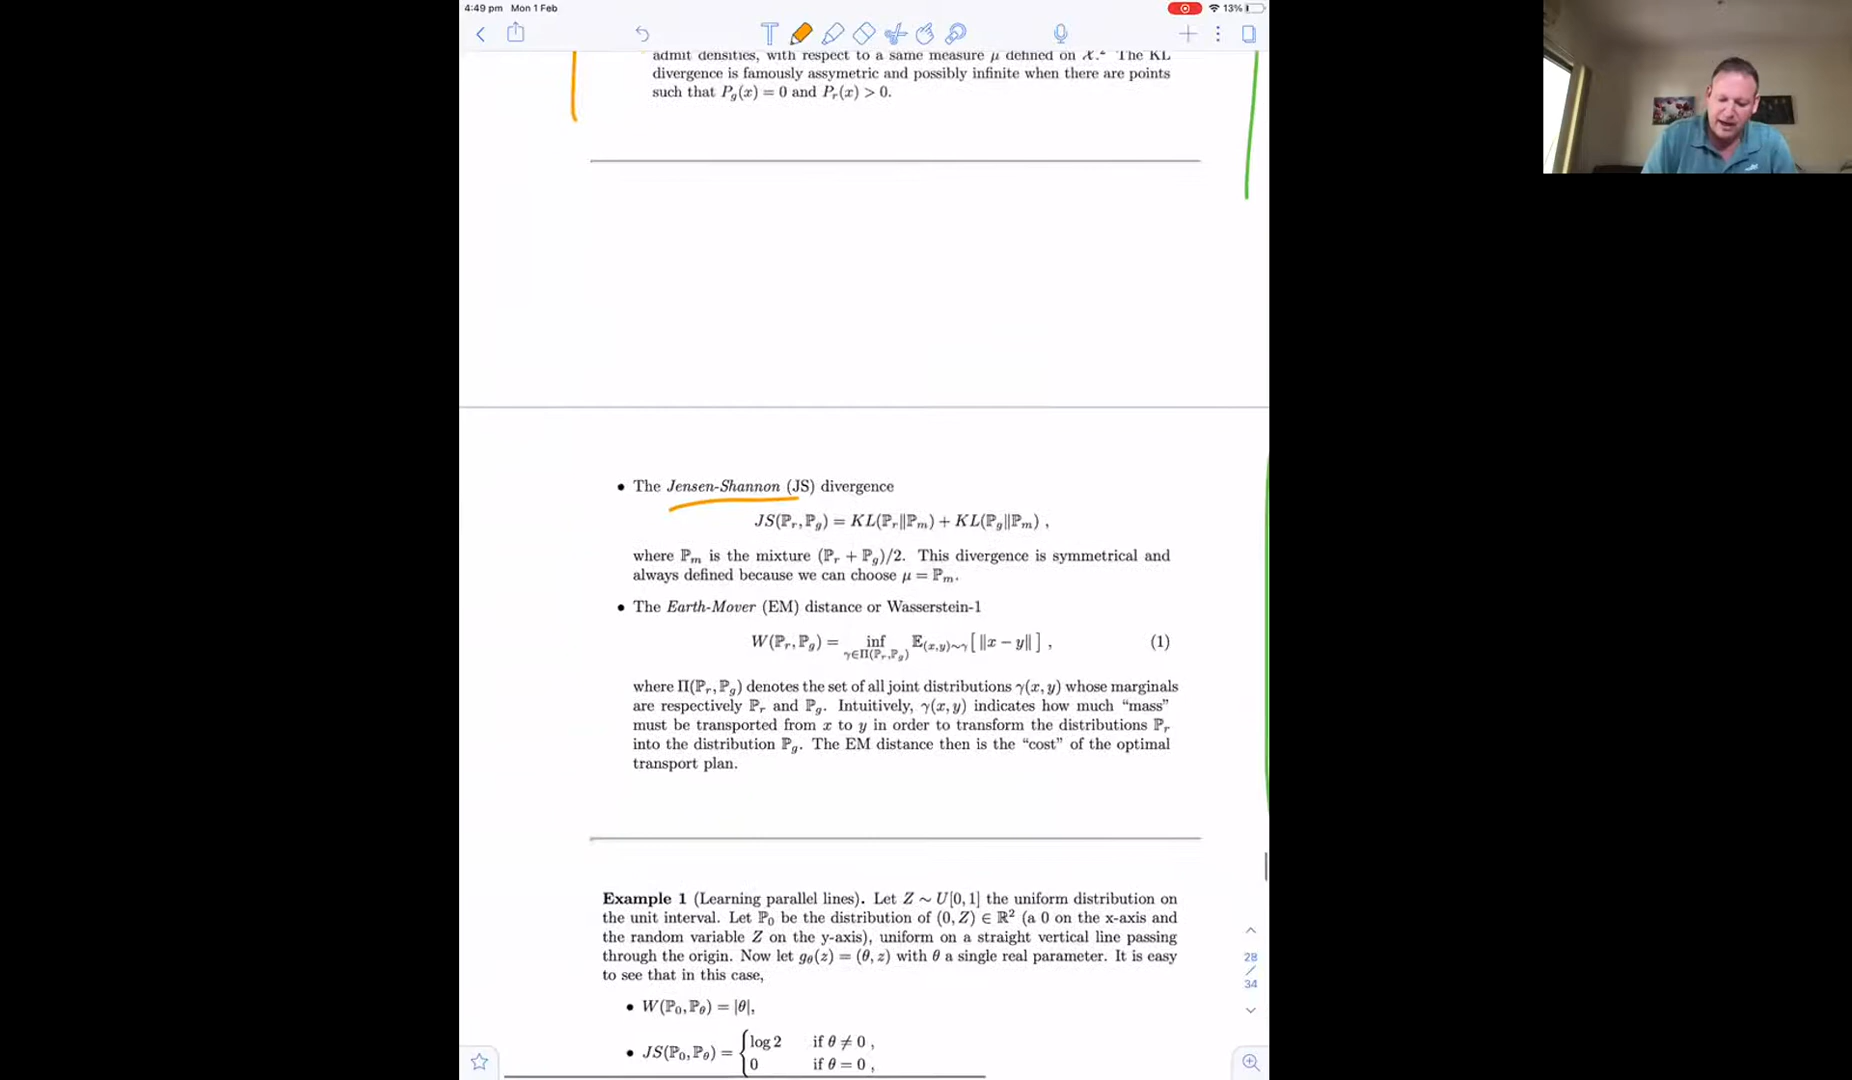 4:49 pm Mon 1 Feb
13%
T
admit densities, with respect to a same measure μ defined on 𝒳.² The KL
divergence is famously assymetric and possibly infinite when there are points
such that P_g(x) = 0 and P_r(x) > 0.
• The Jensen-Shannon (JS) divergence
JS(ℙ_r, ℙ_g) = KL(ℙ_r‖ℙ_m) + KL(ℙ_g‖ℙ_m) ,
where ℙ_m is the mixture (ℙ_r + ℙ_g)/2. This divergence is symmetrical and
always defined because we can choose μ = ℙ_m.
• The Earth-Mover (EM) distance or Wasserstein-1
W(ℙ_r, ℙ_g) = inf_{γ∈Π(ℙ_r,ℙ_g)} 𝔼_{(x,y)∼γ}[ ‖x − y‖ ] , (1)
where Π(ℙ_r, ℙ_g) denotes the set of all joint distributions γ(x, y) whose marginals
are respectively ℙ_r and ℙ_g. Intuitively, γ(x, y) indicates how much “mass”
must be transported from x to y in order to transform the distributions ℙ_r
into the distribution ℙ_g. The EM distance then is the “cost” of the optimal
transport plan.
Example 1 (Learning parallel lines). Let Z ∼ U[0, 1] the uniform distribution on
the unit interval. Let ℙ₀ be the distribution of (0, Z) ∈ ℝ² (a 0 on the x-axis and
the random variable Z on the y-axis), uniform on a straight vertical line passing
through the origin. Now let g_θ(z) = (θ, z) with θ a single real parameter. It is easy
to see that in this case,
• W(ℙ₀, ℙ_θ) = |θ|,
• JS(ℙ₀, ℙ_θ) = { log 2 if θ ≠ 0 ,
0 if θ = 0 ,
28
/
34